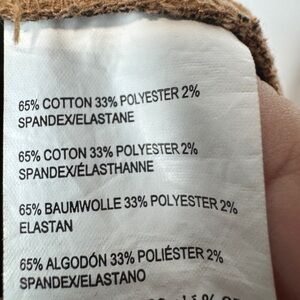 65% COTTON 33% POLYESTER 2%
SPANDEX/ELASTANE
65% COTON 33% POLYESTER 2%
SPANDEX/ÉLASTHANNE
65% BAUMWOLLE 33% POLYESTER 2%
ELASTAN
65% ALGODÓN 33% POLIÉSTER 2%
SPANDEX/ELASTANO